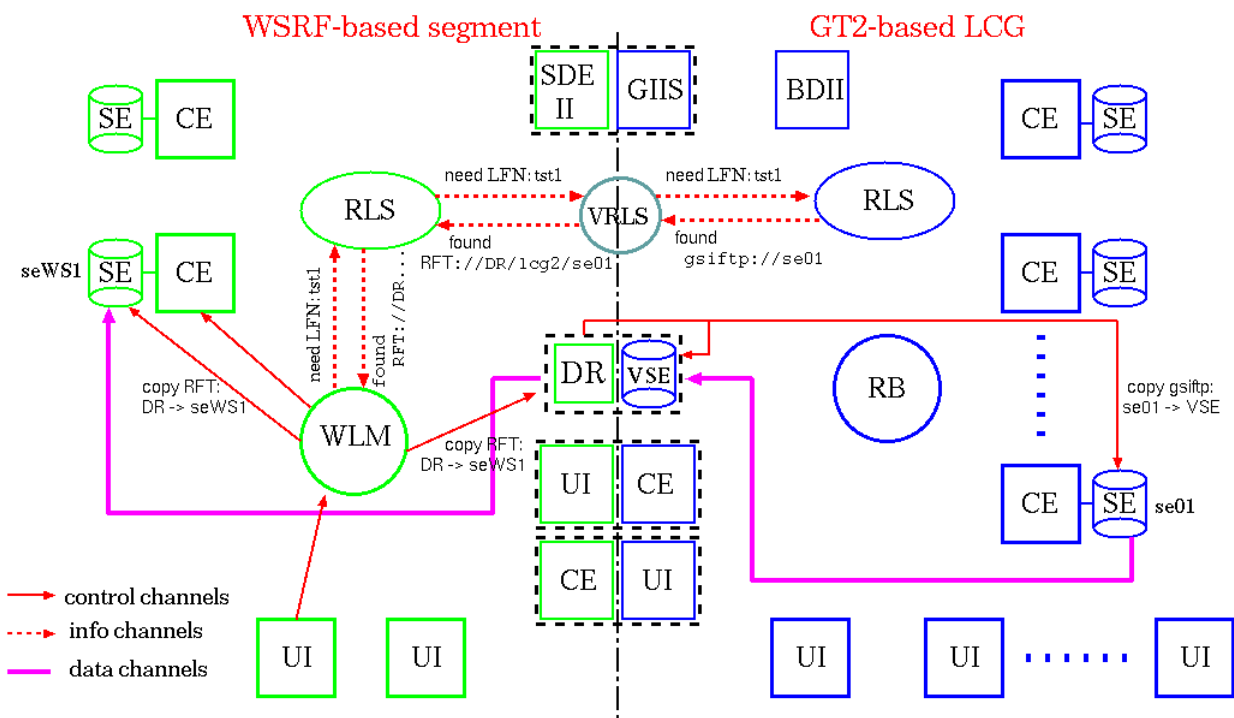 WSRF-based segment
GT2-based LCG
SDE
II
GIIS
BDII
SE
CE
CE
SE
need LFN:tst1
need LFN:tst1
RLS
VRLS
RLS
found
RFT://DR/lcg2/se01
found
gsiftp://se01
seWS1
SE
CE
CE
SE
need LFN:tst1
found
RFT://DR...
DR
VSE
RB
copy RFT:
DR -> seWS1
copy gsiftp:
se01 -> VSE
WLM
copy RFT:
DR -> seWS1
UI
CE
CE
SE
se01
CE
UI
control channels
info channels
data channels
UI
UI
UI
UI
UI